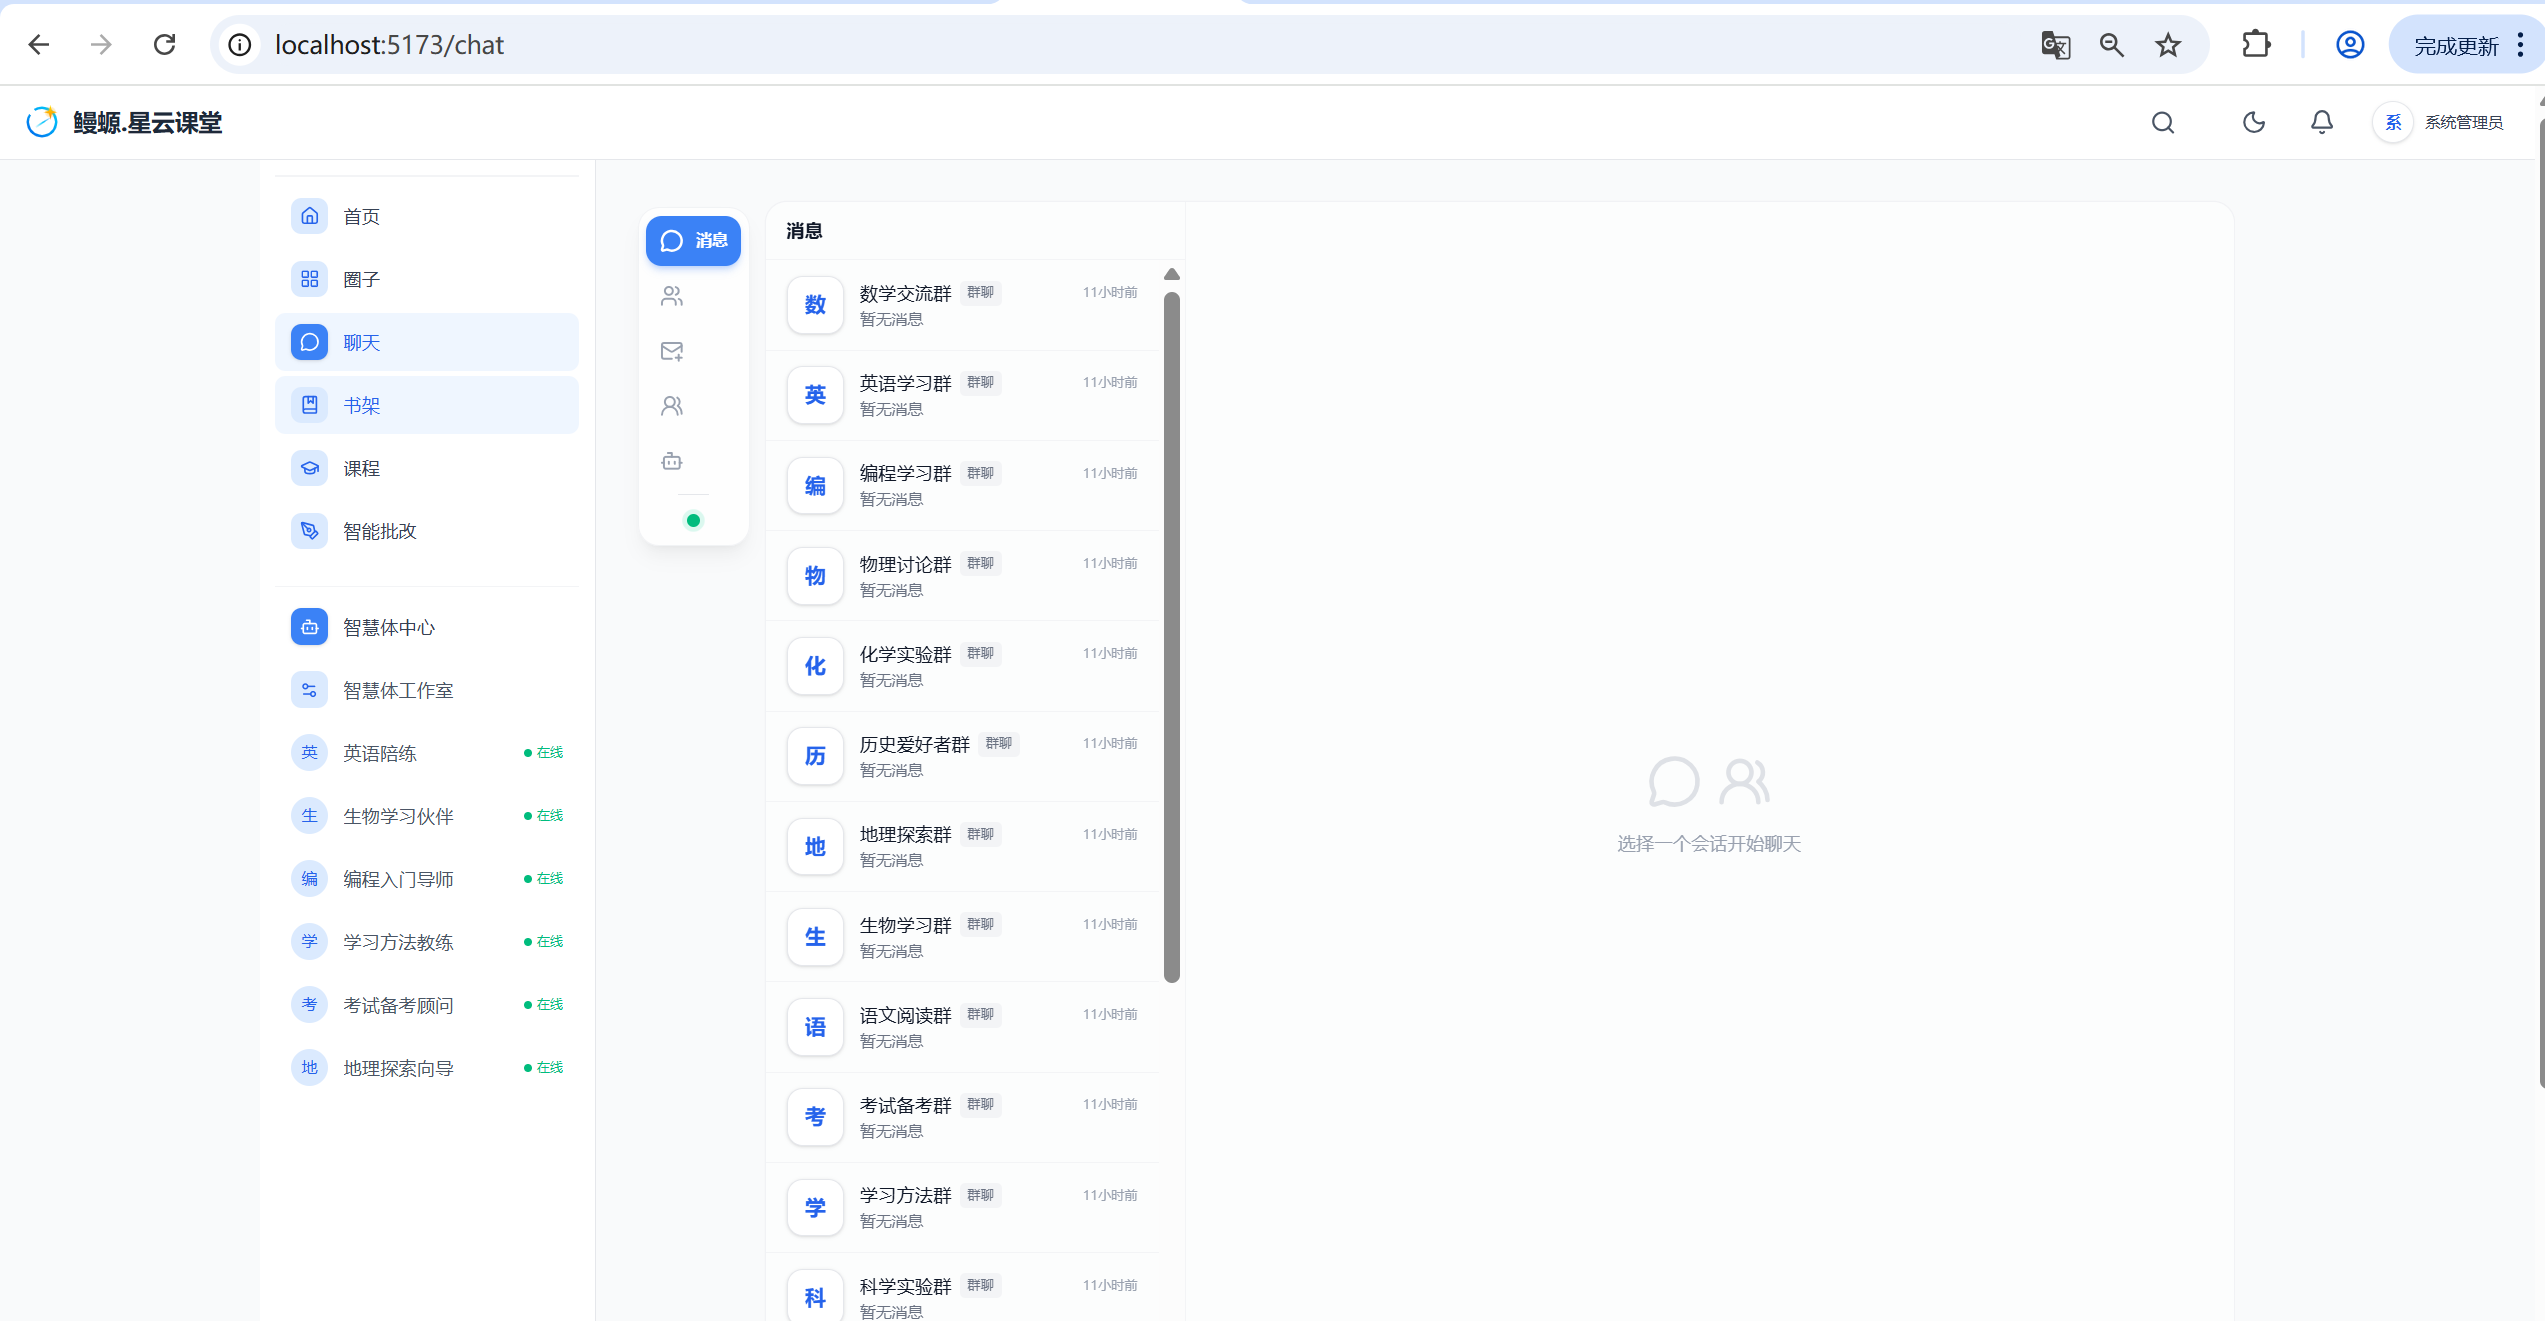 localhost:5173/chat
完成更新
鳗螈.星云课堂
系
系统管理员
首页
圈子
聊天
书架
课程
智能批改
智慧体中心
智慧体工作室
英 英语陪练 在线
生 生物学习伙伴 在线
编 编程入门导师 在线
学 学习方法教练 在线
考 考试备考顾问 在线
地 地理探索向导 在线
消息
消息
数 数学交流群 群聊 11小时前
暂无消息
英 英语学习群 群聊 11小时前
暂无消息
编 编程学习群 群聊 11小时前
暂无消息
物 物理讨论群 群聊 11小时前
暂无消息
化 化学实验群 群聊 11小时前
暂无消息
历 历史爱好者群 群聊 11小时前
暂无消息
地 地理探索群 群聊 11小时前
暂无消息
生 生物学习群 群聊 11小时前
暂无消息
语 语文阅读群 群聊 11小时前
暂无消息
考 考试备考群 群聊 11小时前
暂无消息
学 学习方法群 群聊 11小时前
暂无消息
科 科学实验群 群聊 11小时前
暂无消息
选择一个会话开始聊天